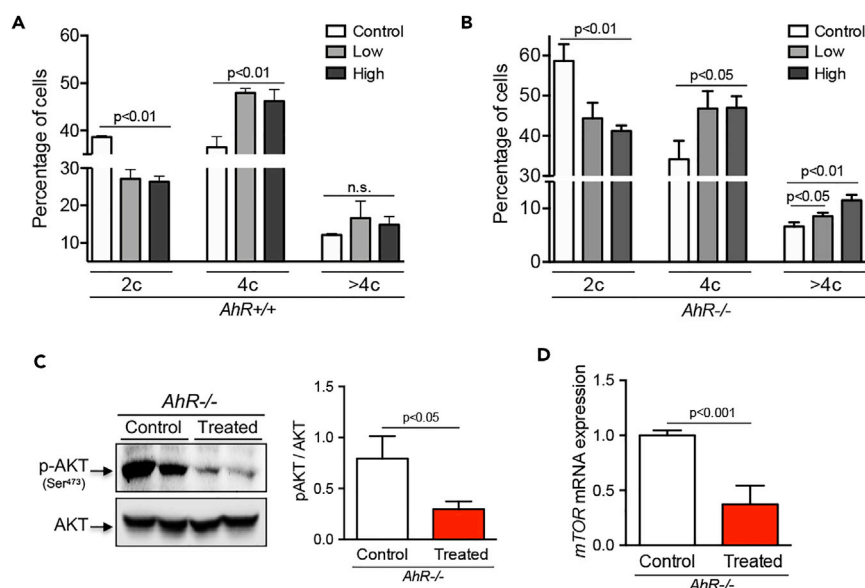 A
Percentage of cells
60
50
40
30
20
10
p<0.01
p<0.01
n.s.
Control
Low
High
2c
4c
>4c
AhR+/+
B
Percentage of cells
60
50
40
30
10
5
0
p<0.01
p<0.05
p<0.01
p<0.05
Control
Low
High
2c
4c
>4c
AhR-/-
C
AhR-/-
Control Treated
p-AKT
(Ser473)
AKT
pAKT / AKT
1.5
1.0
0.5
0.0
p<0.05
Control Treated
AhR-/-
D
mTOR mRNA expression
1.5
1.0
0.5
0.0
p<0.001
Control Treated
AhR-/-